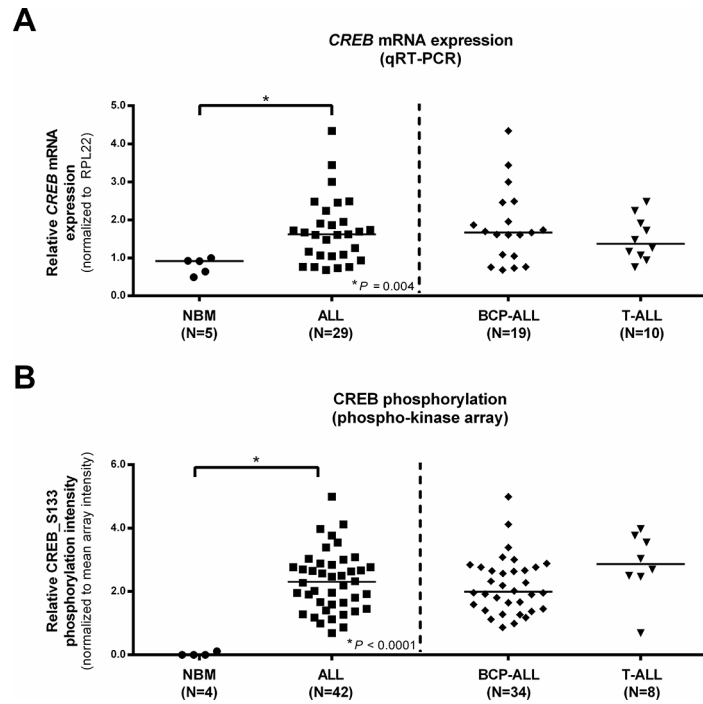 A
CREB mRNA expression
(qRT-PCR)
Relative CREB mRNA
expression
(normalized to RPL22)
5.0
4.0
3.0
2.0
1.0
0.0
*
*P = 0.004
NBM
(N=5)
ALL
(N=29)
BCP-ALL
(N=19)
T-ALL
(N=10)
B
CREB phosphorylation
(phospho-kinase array)
Relative CREB_S133
phosphorylation intensity
(normalized to mean array intensity)
6.0
4.0
2.0
0.0
*
*P < 0.0001
NBM
(N=4)
ALL
(N=42)
BCP-ALL
(N=34)
T-ALL
(N=8)